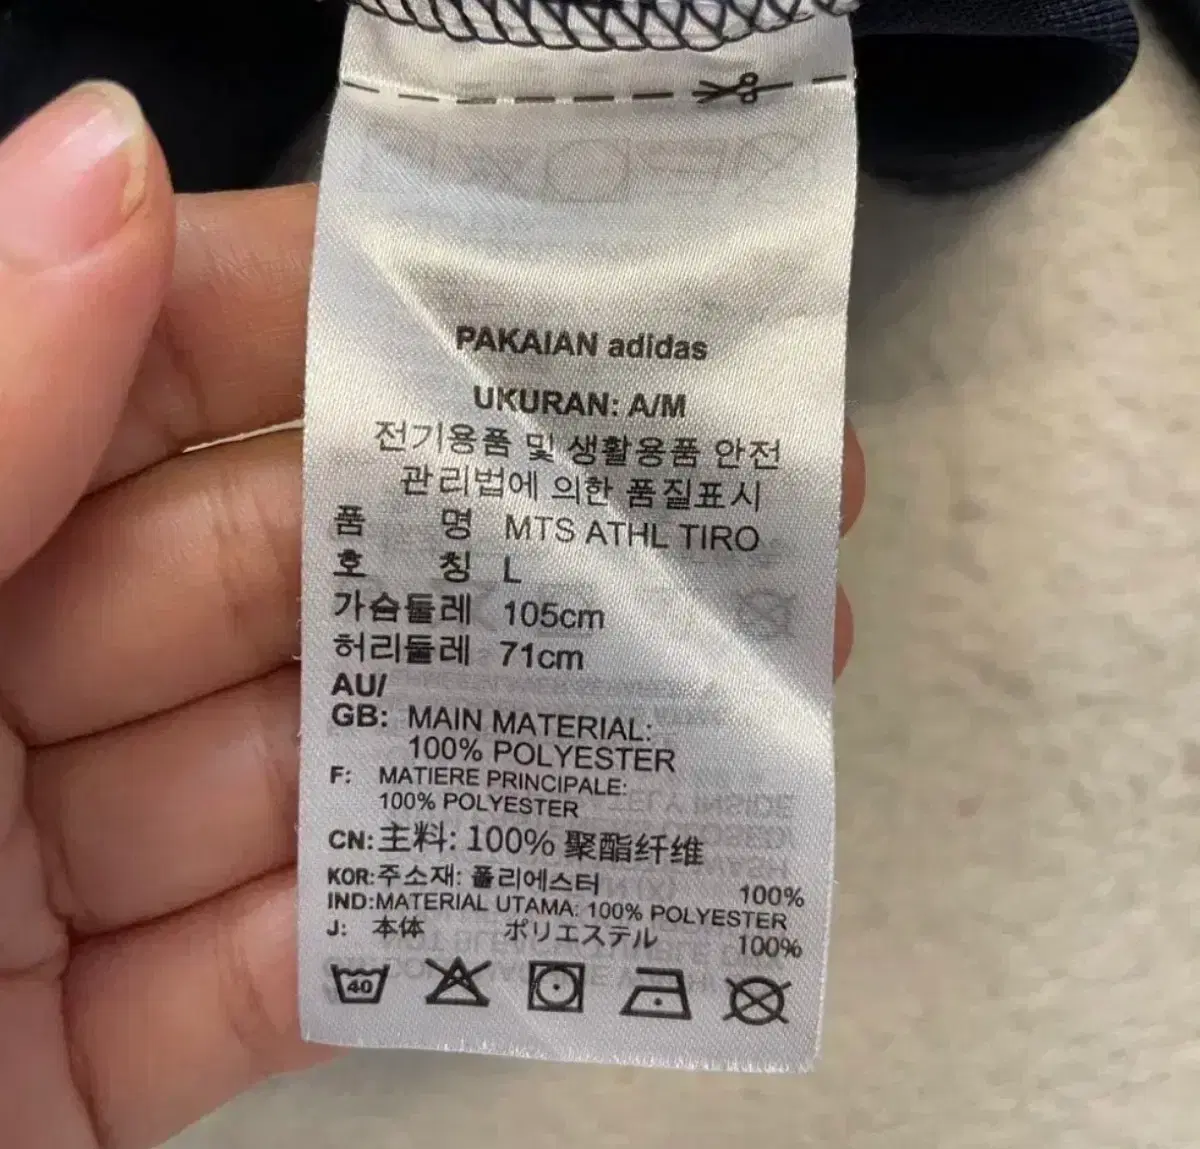 PAKAIAN adidas
UKURAN: A/M
전기용품 및 생활용품 안전
관리법에 의한 품질표시
품 명 MTS ATHL TIRO
호 칭 L
가슴둘레 105cm
허리둘레 71cm
AU/
GB: MAIN MATERIAL:
100% POLYESTER
F: MATIERE PRINCIPALE:
100% POLYESTER
CN: 主料: 100% 聚酯纤维
KOR:주소재: 폴리에스터 100%
IND:MATERIAL UTAMA: 100% POLYESTER
J: 本体 ポリエステル 100%
40